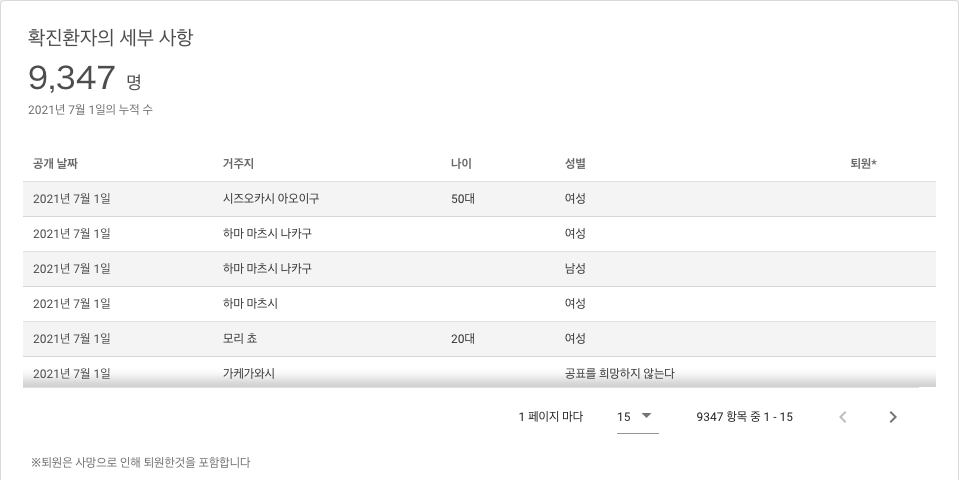 확진환자의 세부 사항
9,347 명
2021년 7월 1일의 누적 수
공개 날짜 거주지 나이 성별 퇴원*
2021년 7월 1일 시즈오카시 아오이구 50대 여성
2021년 7월 1일 하마 마츠시 나카구 여성
2021년 7월 1일 하마 마츠시 나카구 남성
2021년 7월 1일 하마 마츠시 여성
2021년 7월 1일 모리 쵸 20대 여성
2021년 7월 1일 가케가와시 공표를 희망하지 않는다
1 페이지 마다 15 9347 항목 중 1 - 15
※퇴원은 사망으로 인해 퇴원한것을 포함합니다